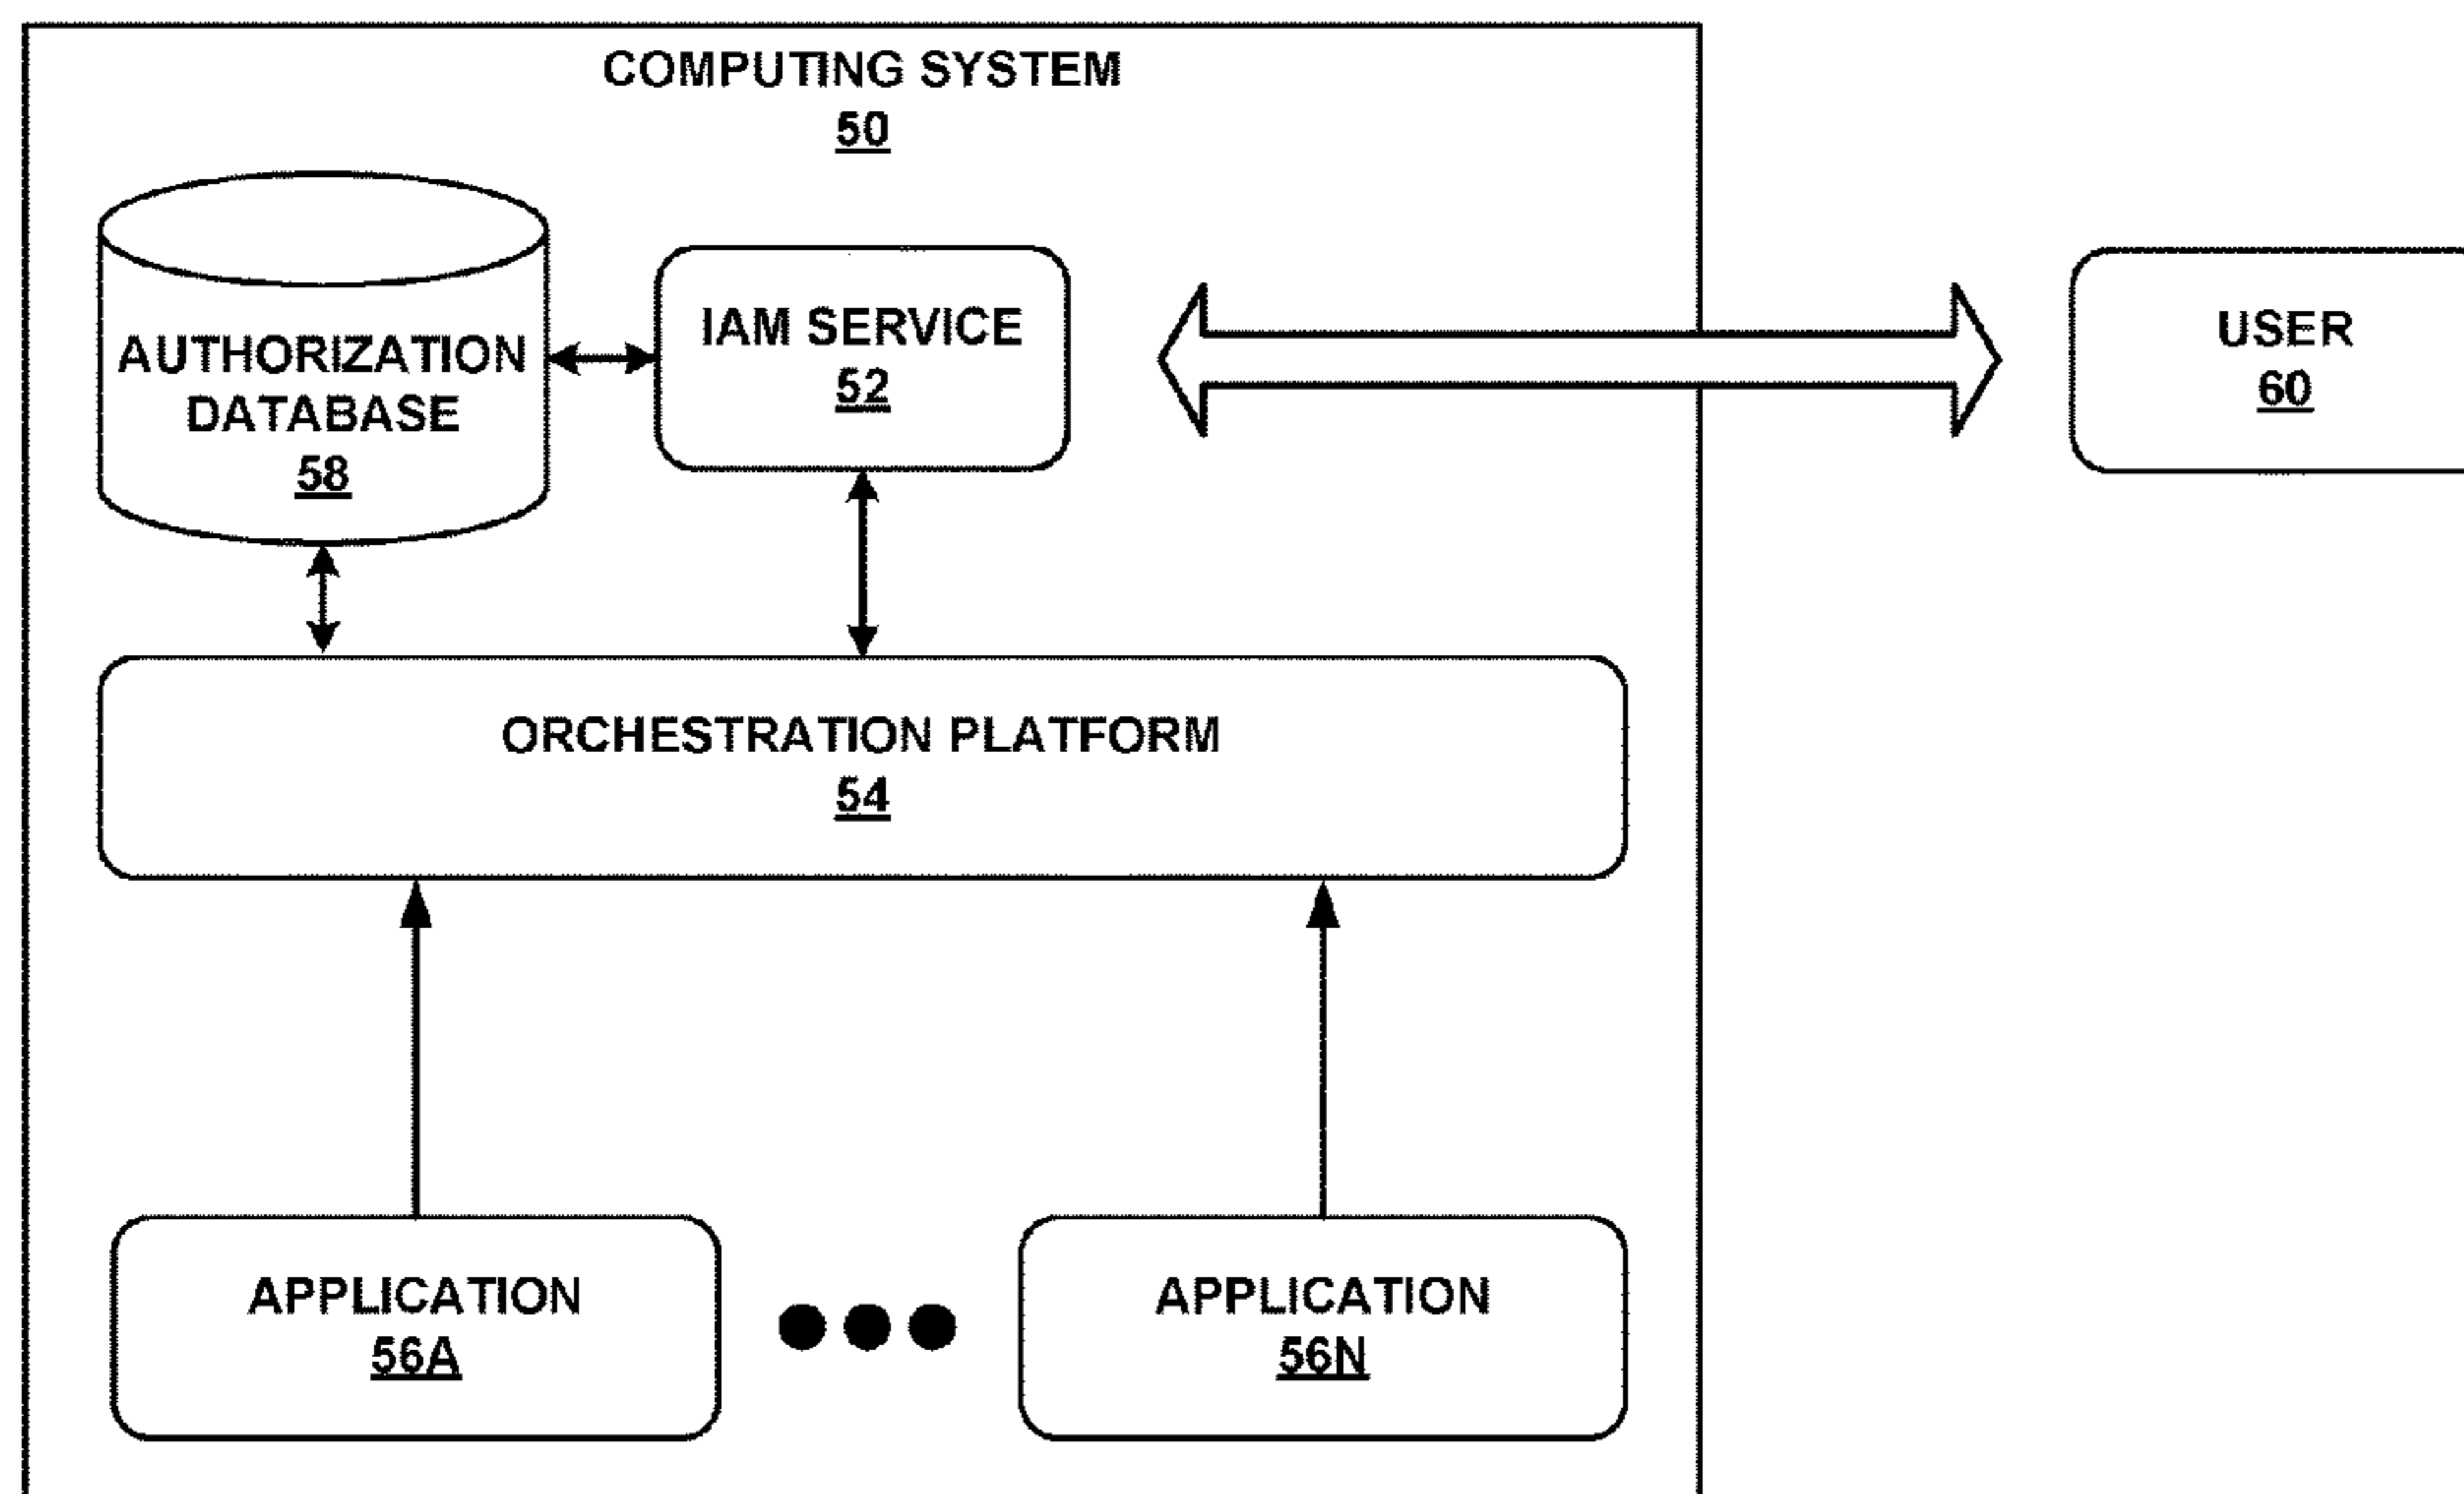 COMPUTING SYSTEM
50
AUTHORIZATION
DATABASE
58
IAM SERVICE
52
USER
60
ORCHESTRATION PLATFORM
54
APPLICATION
56A
APPLICATION
56N